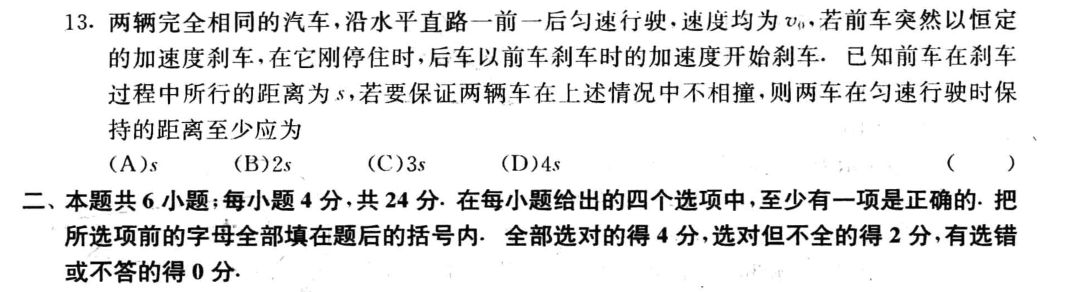 13. 两辆完全相同的汽车,沿水平直路一前一后匀速行驶,速度均为 v₀,若前车突然以恒定
的加速度刹车,在它刚停住时,后车以前车刹车时的加速度开始刹车. 已知前车在刹车
过程中所行的距离为 s,若要保证两辆车在上述情况中不相撞,则两车在匀速行驶时保
持的距离至少应为
(A)s (B)2s (C)3s (D)4s ( )
二、本题共 6 小题;每小题 4 分,共 24 分. 在每小题给出的四个选项中,至少有一项是正确的. 把
所选项前的字母全部填在题后的括号内. 全部选对的得 4 分,选对但不全的得 2 分,有选错
或不答的得 0 分.